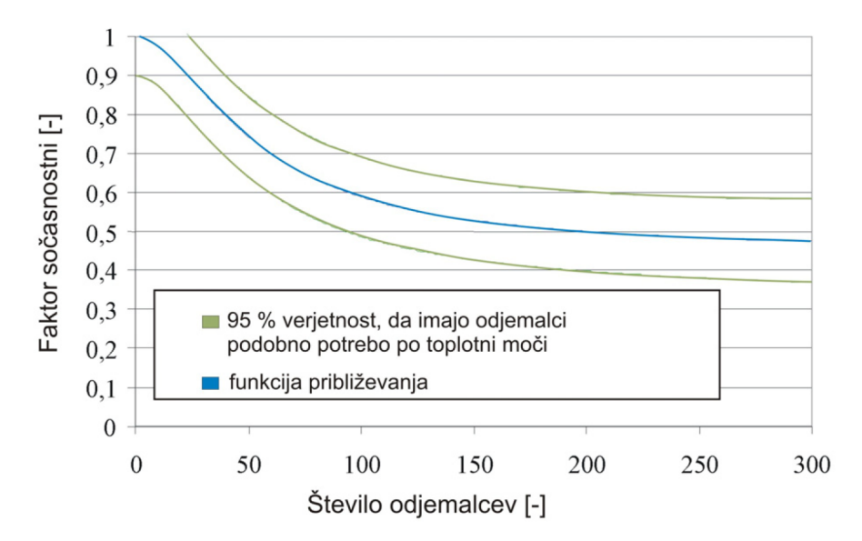 Faktor sočasnostni [-]
1
0,9
0,8
0,7
0,6
0,5
0,4
0,3
0,2
0,1
0
95 % verjetnost, da imajo odjemalci
podobno potrebo po toplotni moči
funkcija približevanja
0 50 100 150 200 250 300
Število odjemalcev [-]